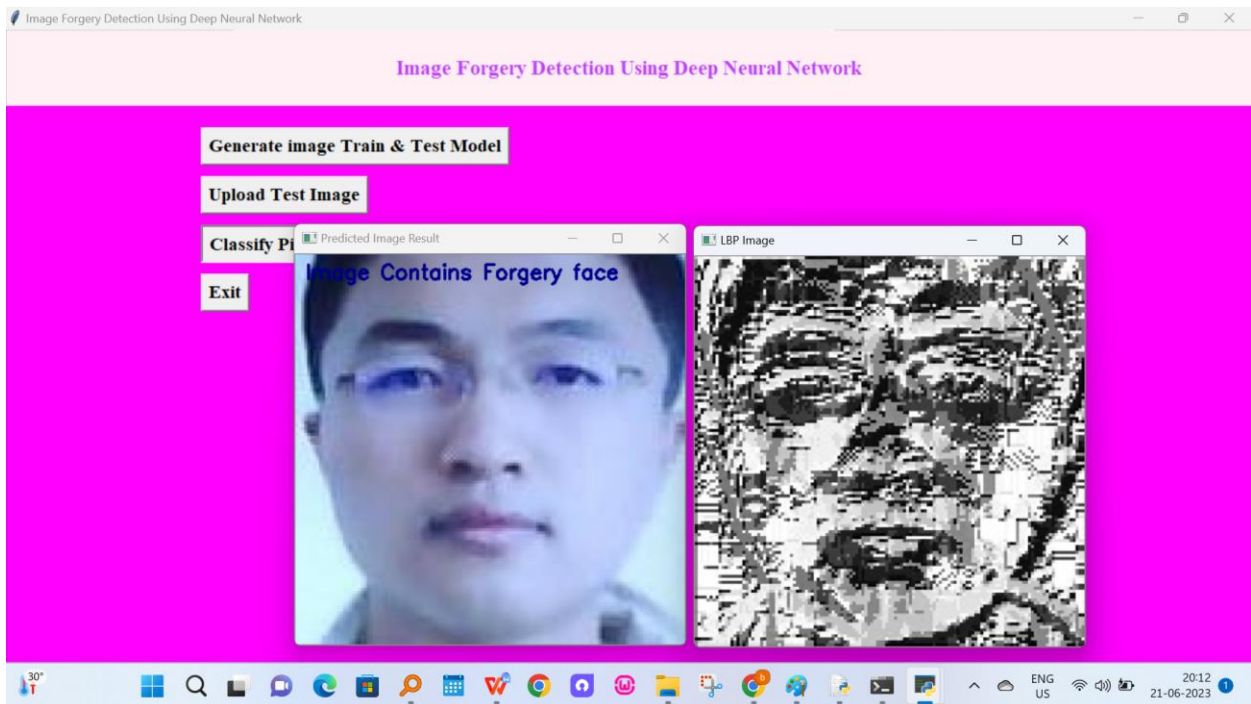 Image Forgery Detection Using Deep Neural Network
Image Forgery Detection Using Deep Neural Network
Generate image Train & Test Model
Upload Test Image
Classify Pi
Predicted Image Result
LBP Image
Image Contains Forgery face
Exit
30°
ENG
US
20:12
21-06-2023
1